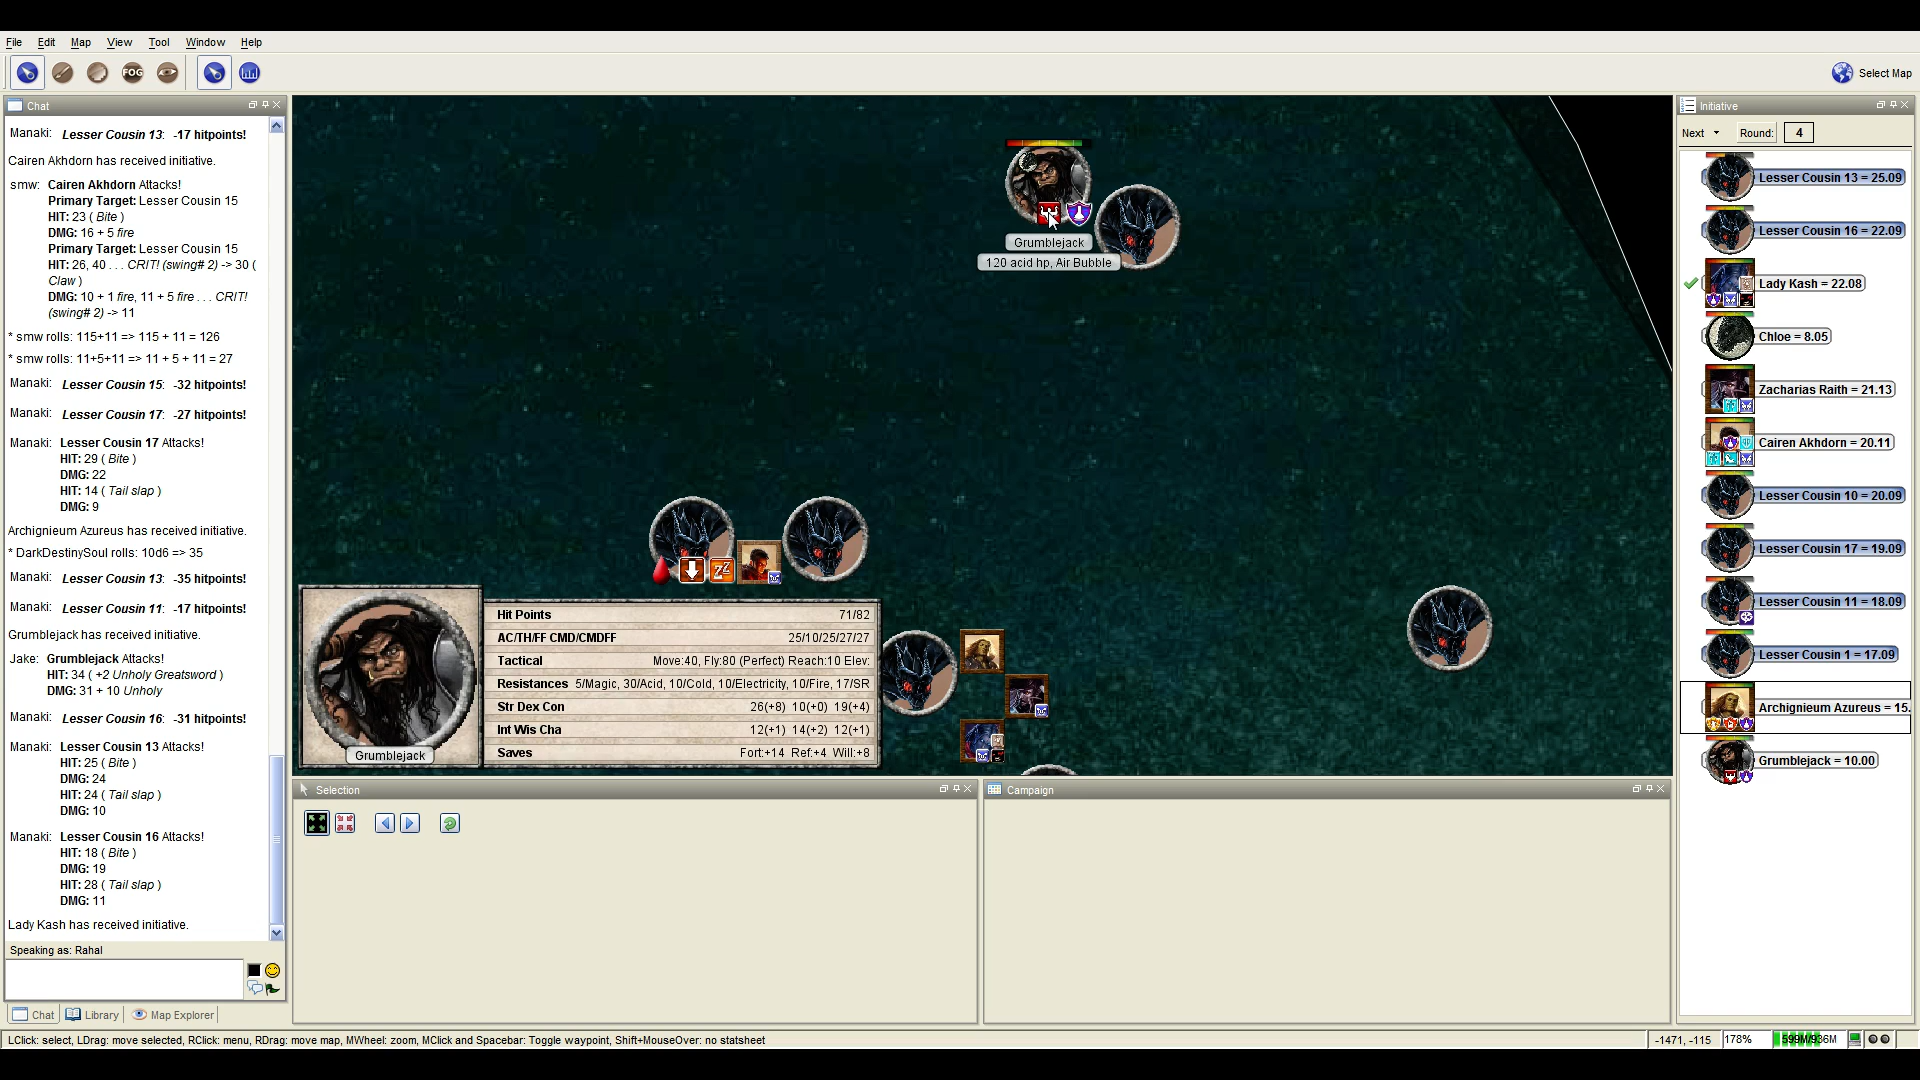 File Edit Map View Tool Window Help
FOG
Select Map
Chat
Manaki: Lesser Cousin 13: -17 hitpoints!
Cairen Akhdorn has received initiative.
smw: Cairen Akhdorn Attacks!
Primary Target: Lesser Cousin 15
HIT: 23 ( Bite )
DMG: 16 + 5 fire
Primary Target: Lesser Cousin 15
HIT: 26, 40 . . . CRIT! (swing# 2) -> 30 (
Claw )
DMG: 10 + 1 fire, 11 + 5 fire . . . CRIT!
(swing# 2) -> 11
* smw rolls: 115+11 => 115 + 11 = 126
* smw rolls: 11+5+11 => 11 + 5 + 11 = 27
Manaki: Lesser Cousin 15: -32 hitpoints!
Manaki: Lesser Cousin 17: -27 hitpoints!
Manaki: Lesser Cousin 17 Attacks!
HIT: 29 ( Bite )
DMG: 22
HIT: 14 ( Tail slap )
DMG: 9
Archignieum Azureus has received initiative.
* DarkDestinySoul rolls: 10d6 => 35
Manaki: Lesser Cousin 13: -35 hitpoints!
Manaki: Lesser Cousin 11: -17 hitpoints!
Grumblejack has received initiative.
Jake: Grumblejack Attacks!
HIT: 34 ( +2 Unholy Greatsword )
DMG: 31 + 10 Unholy
Manaki: Lesser Cousin 16: -31 hitpoints!
Manaki: Lesser Cousin 13 Attacks!
HIT: 25 ( Bite )
DMG: 24
HIT: 24 ( Tail slap )
DMG: 10
Manaki: Lesser Cousin 16 Attacks!
HIT: 18 ( Bite )
DMG: 19
HIT: 28 ( Tail slap )
DMG: 11
Lady Kash has received initiative.
Speaking as: Rahal
Chat Library Map Explorer
Grumblejack
120 acid hp, Air Bubble
ZZ
Grumblejack
Hit Points 71/82
AC/TH/FF CMD/CMDFF 25/10/25/27/27
Tactical Move:40, Fly:80 (Perfect) Reach:10 Elev:
Resistances 5/Magic, 30/Acid, 10/Cold, 10/Electricity, 10/Fire, 17/SR
Str Dex Con 26(+8) 10(+0) 19(+4)
Int Wis Cha 12(+1) 14(+2) 12(+1)
Saves Fort:+14 Ref:+4 Will:+8
Selection
Campaign
Initiative
Next Round: 4
Lesser Cousin 13 = 25.09
Lesser Cousin 16 = 22.09
Lady Kash = 22.08
Chloe = 8.05
Zacharias Raith = 21.13
Cairen Akhdorn = 20.11
Lesser Cousin 10 = 20.09
Lesser Cousin 17 = 19.09
Lesser Cousin 11 = 18.09
Lesser Cousin 1 = 17.09
Archignieum Azureus = 15.
Grumblejack = 10.00
LClick: select, LDrag: move selected, RClick: menu, RDrag: move map, MWheel: zoom, MClick and Spacebar: Toggle waypoint, Shift+MouseOver: no statsheet
-1471, -115 178% 599M/936M